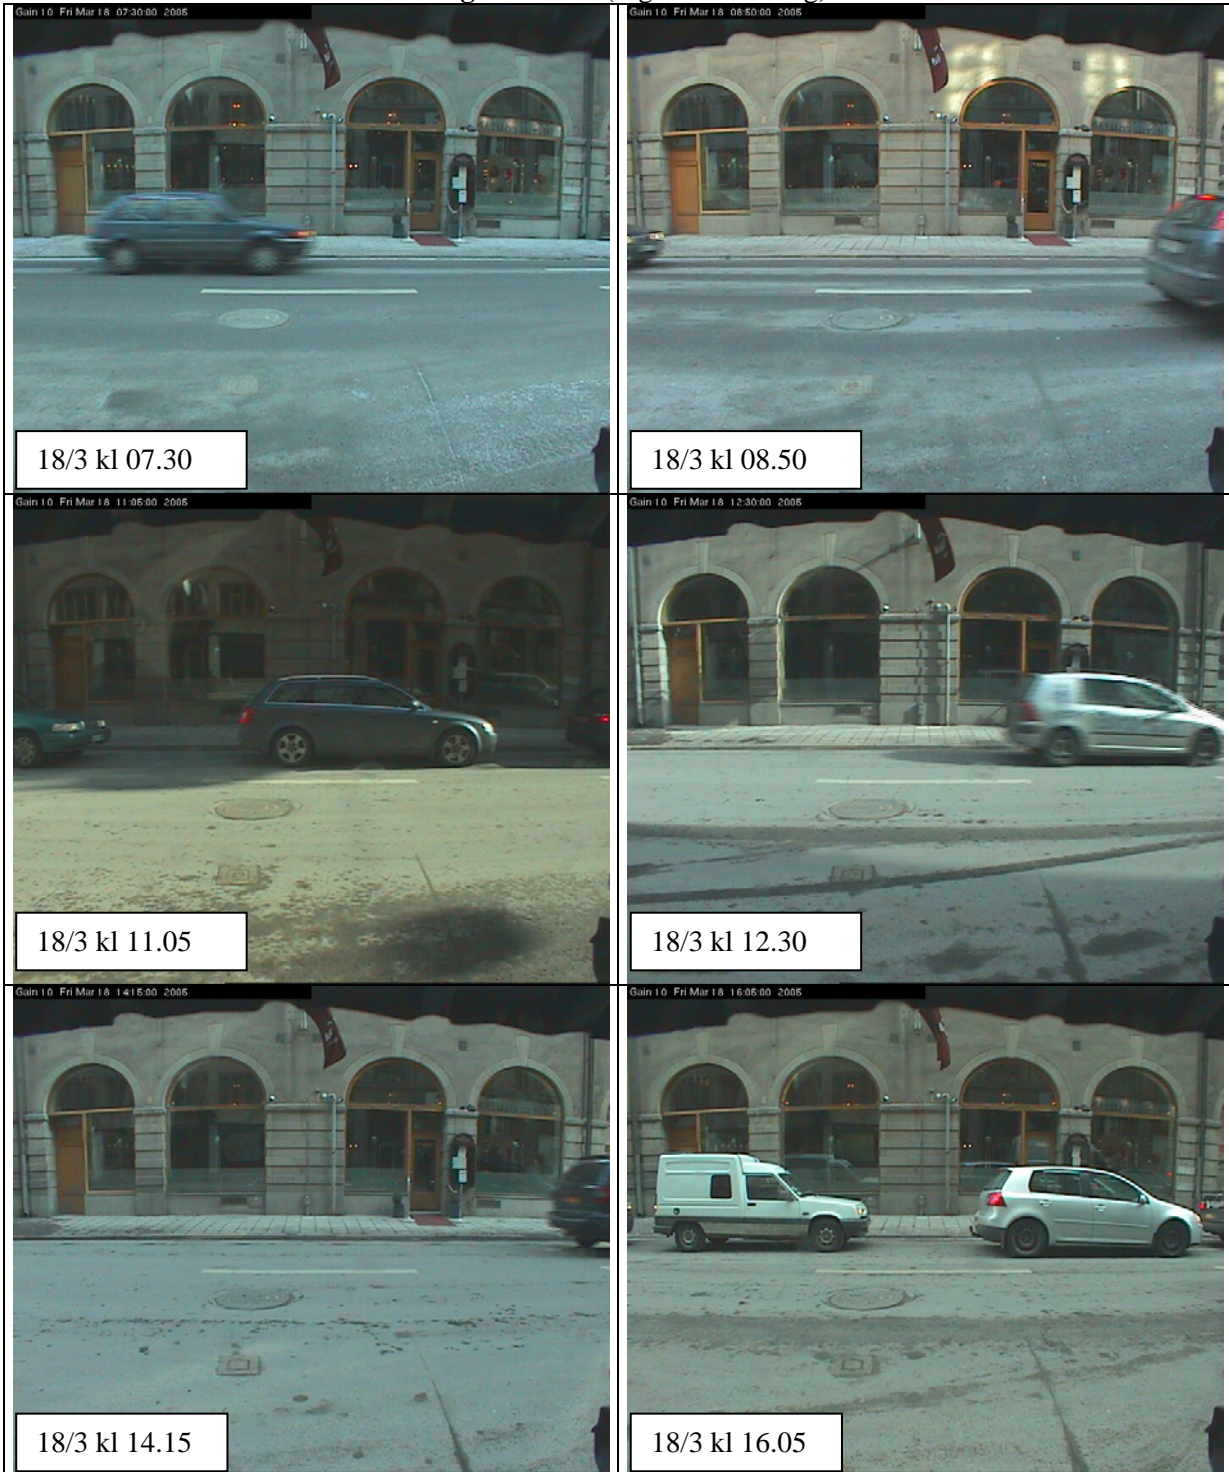 Gain 10 Fri Mar 18 07:30:00 2005
Gain 10 Fri Mar 18 08:50:00 2005
18/3 kl 07.30
18/3 kl 08.50
Gain 10 Fri Mar 18 11:05:00 2005
Gain 10 Fri Mar 18 12:30:00 2005
18/3 kl 11.05
18/3 kl 12.30
Gain 10 Fri Mar 18 14:15:00 2005
Gain 10 Fri Mar 18 16:05:00 2005
18/3 kl 14.15
18/3 kl 16.05